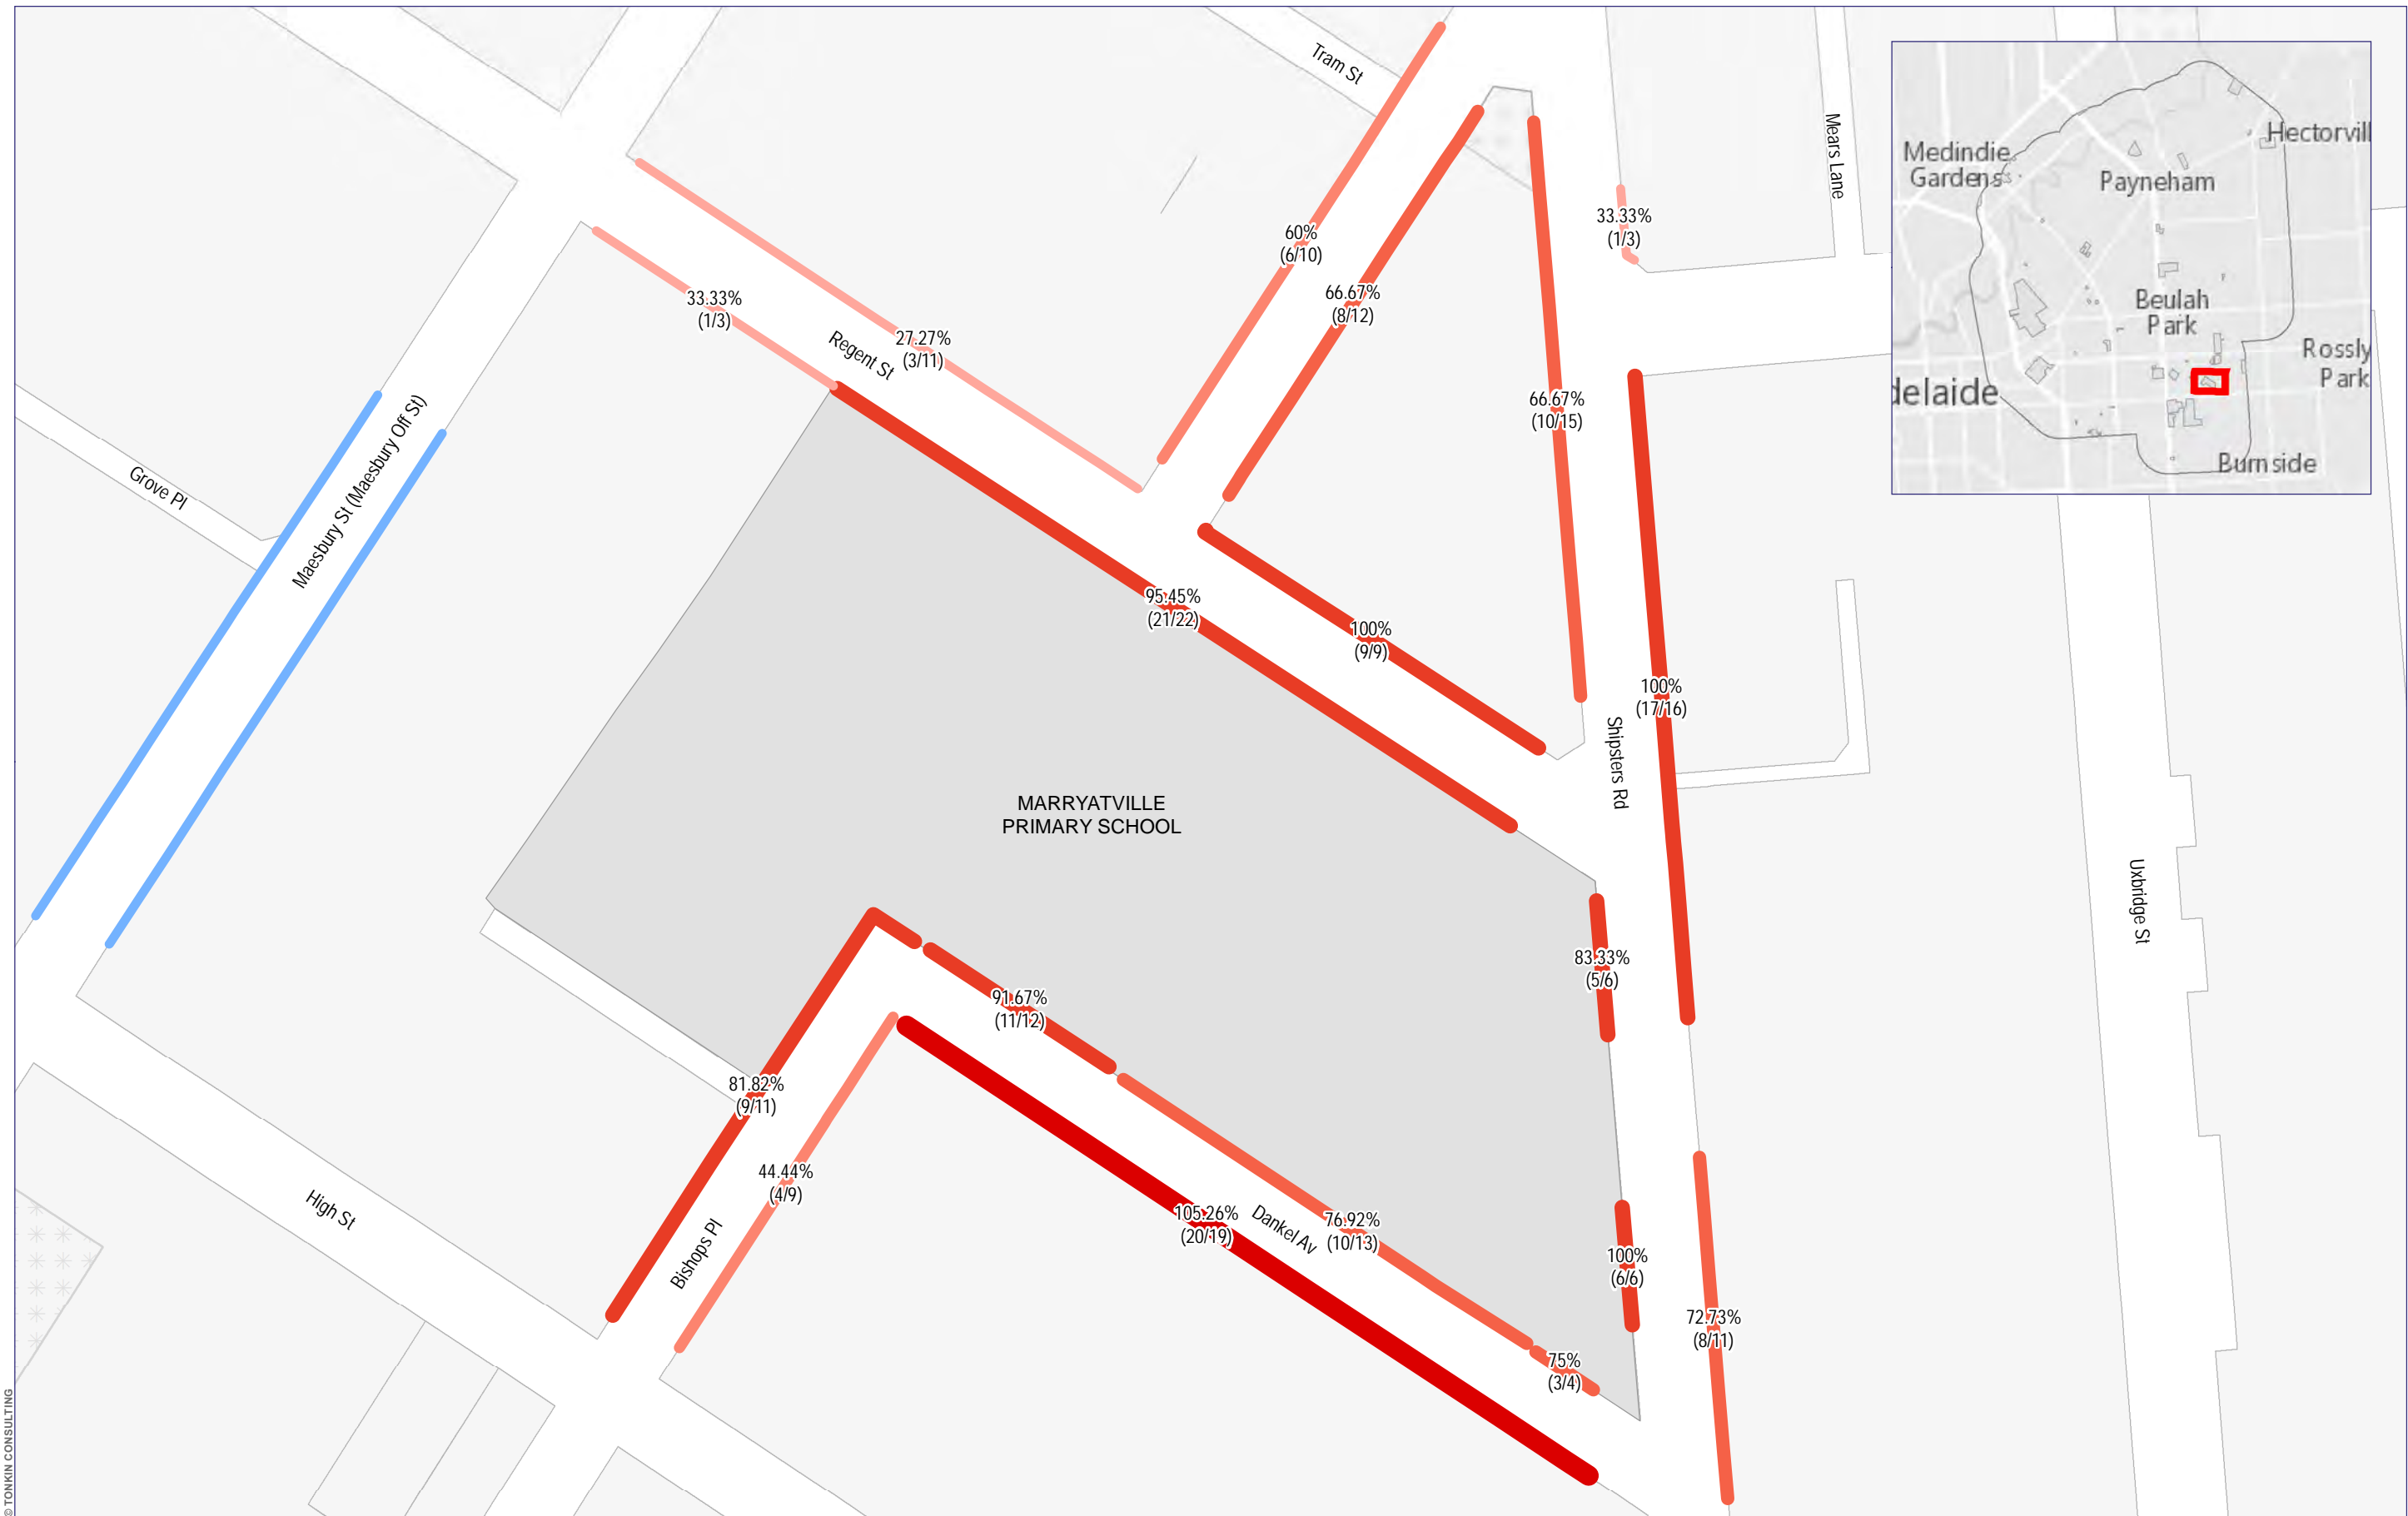 Tram St
Mears Lane
Medindie
Gardens
Payneham
Beulah
Park
Burnside
33.33%
(1/3)
60%
(6/10)
66.67%
(8/12)
33.33%
(1/3)
27.27%
(3/11)
Regent St
66.67%
(10/15)
Grove Pl
Maesbury St (Maesbury Off St)
95.45%
(21/22)
100%
(9/9)
100%
(17/16)
Shipsters Rd
MARRYATVILLE
PRIMARY SCHOOL
Uxbridge St
83.33%
(5/6)
91.67%
(11/12)
81.82%
(9/11)
44.44%
(4/9)
High St
Bishops Pl
105.26%
(20/19)
Dankel Av
76.92%
(10/13)
100%
(6/6)
72.73%
(8/11)
75%
(3/4)
© TONKIN CONSULTING
Hectorvill
Rossly
Park
delaide